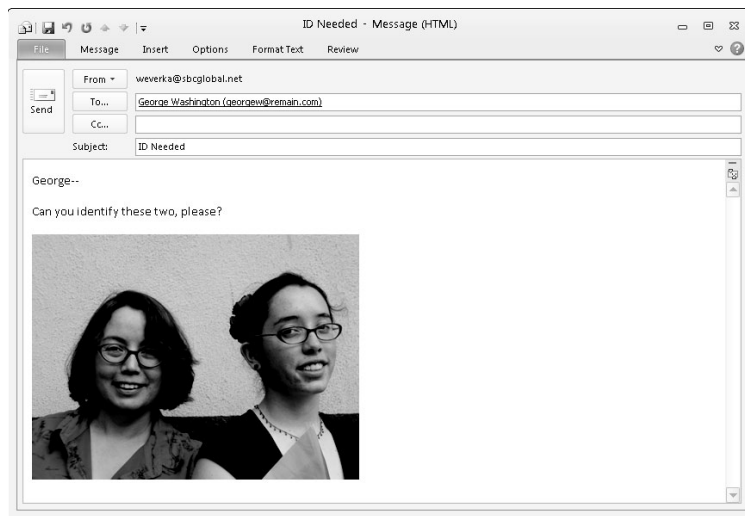 ID Needed - Message (HTML)
File Message Insert Options Format Text Review
From weverka@sbcglobal.net
Send To... George Washington (georgew@remain.com)
Cc...
Subject: ID Needed
George--
Can you identify these two, please?